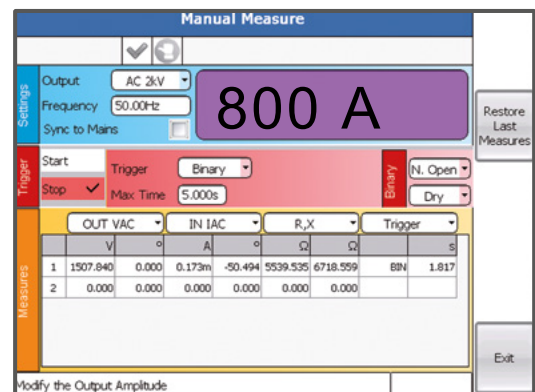 Manual Measure
Settings
Output AC 2kV
Frequency 50.00Hz
Sync to Mains
800 A
Restore
Last
Measures
Trigger
Start
Stop
Trigger Binary
Max Time 5.000s
Binary
N. Open
Dry
Measures
OUT VAC IN IAC R,X Trigger
V ° A ° Ω Ω s
1 1507.840 0.000 0.173m -50.494 5539.535 6718.559 BIN 1.817
2 0.000 0.000 0.000 0.000 0.000 0.000
Exit
Modify the Output Amplitude